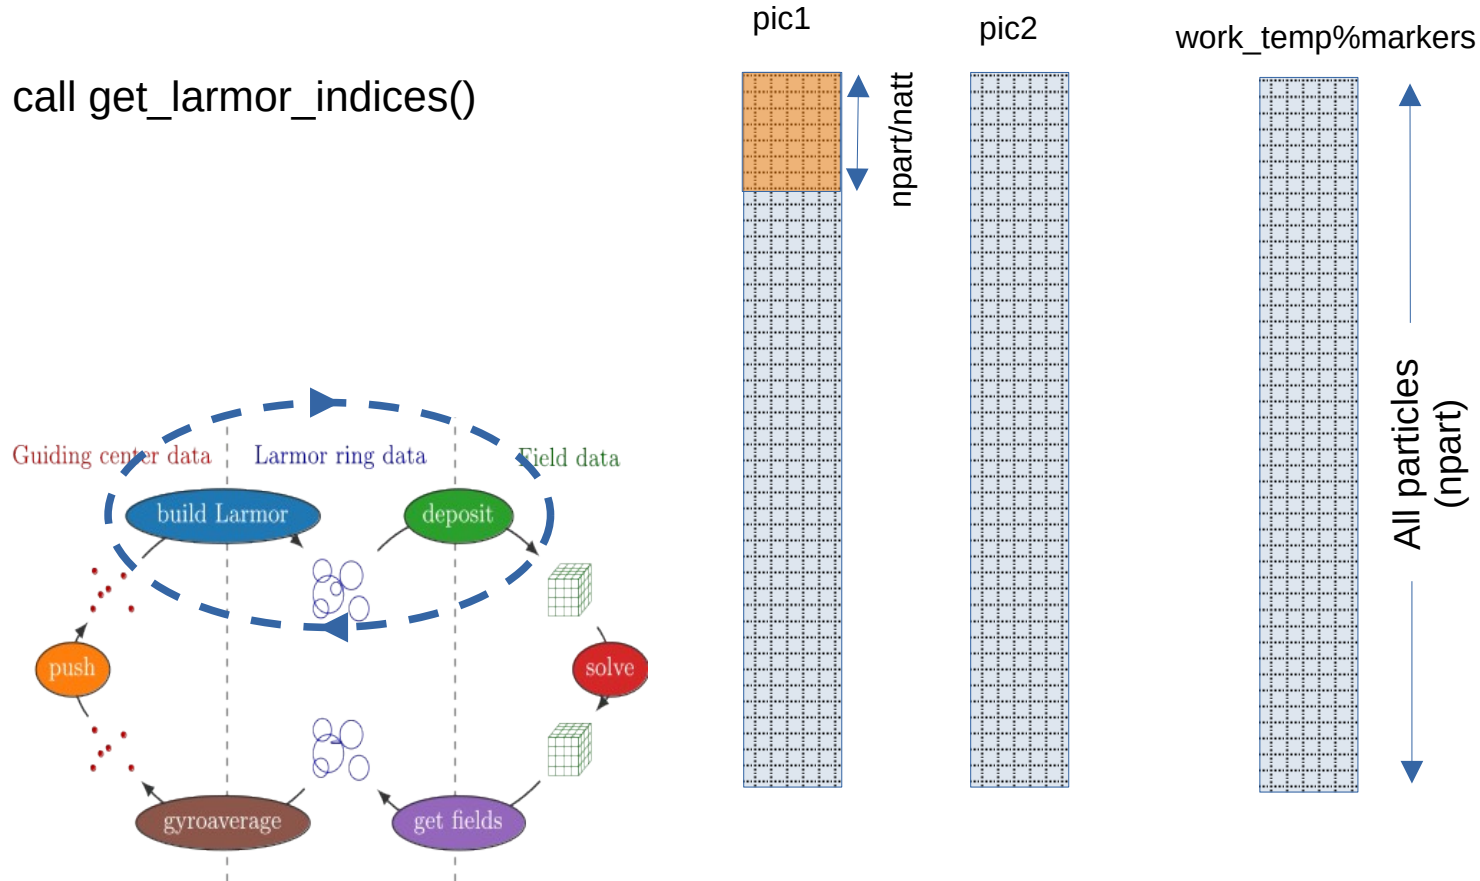 call get_larmor_indices()
pic1
pic2
work_temp%markers
npart/natt
All particles
(npart)
Guiding center data
Larmor ring data
Field data
build Larmor
deposit
push
solve
gyroaverage
get fields